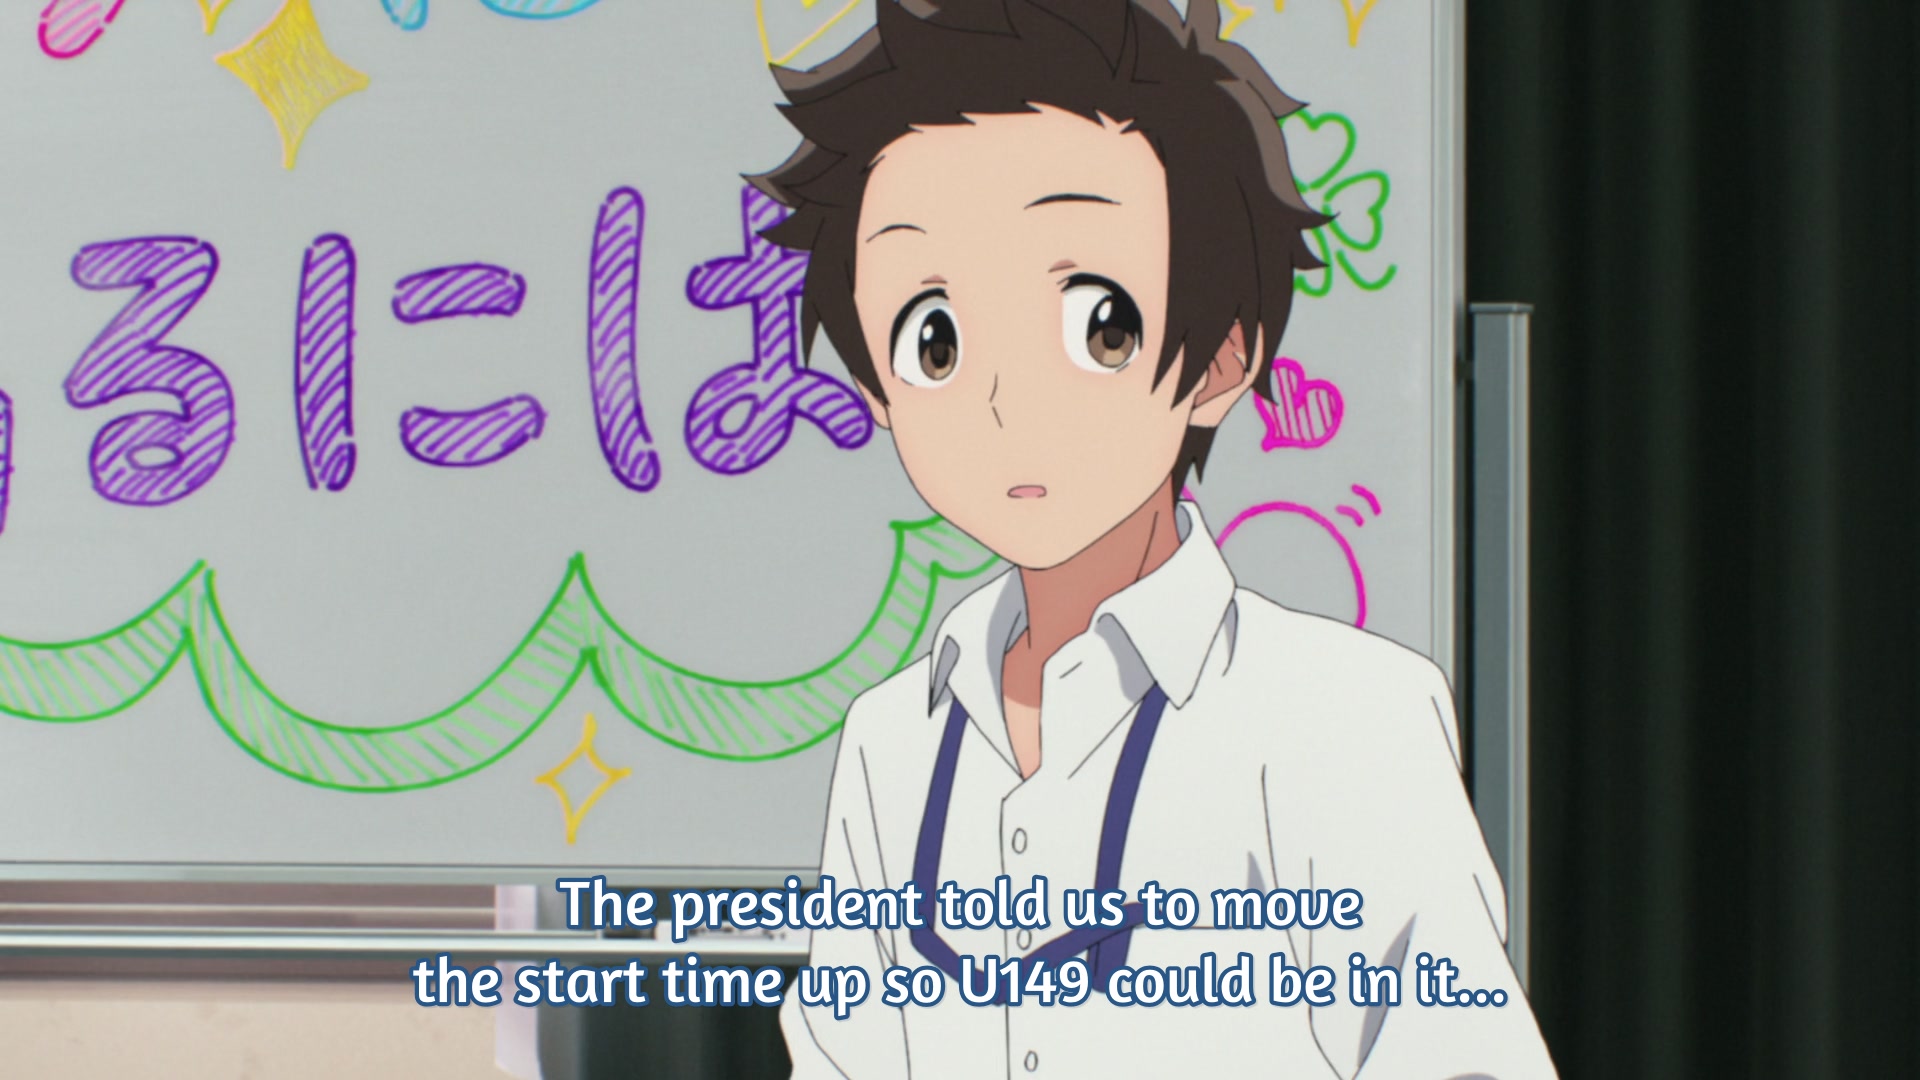 るには
The president told us to move
the start time up so U149 could be in it...